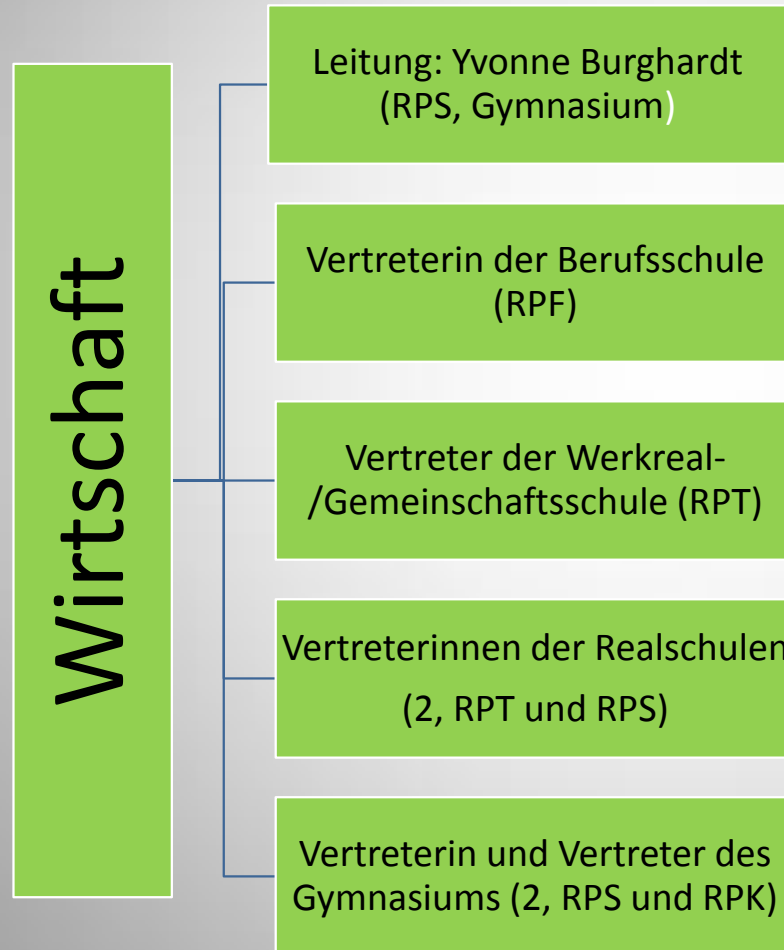 Wirtschaft
Leitung: Yvonne Burghardt
(RPS, Gymnasium)
Vertreterin der Berufsschule
(RPF)
Vertreter der Werkreal-
/Gemeinschaftsschule (RPT)
Vertreterinnen der Realschulen
(2, RPT und RPS)
Vertreterin und Vertreter des
Gymnasiums (2, RPS und RPK)